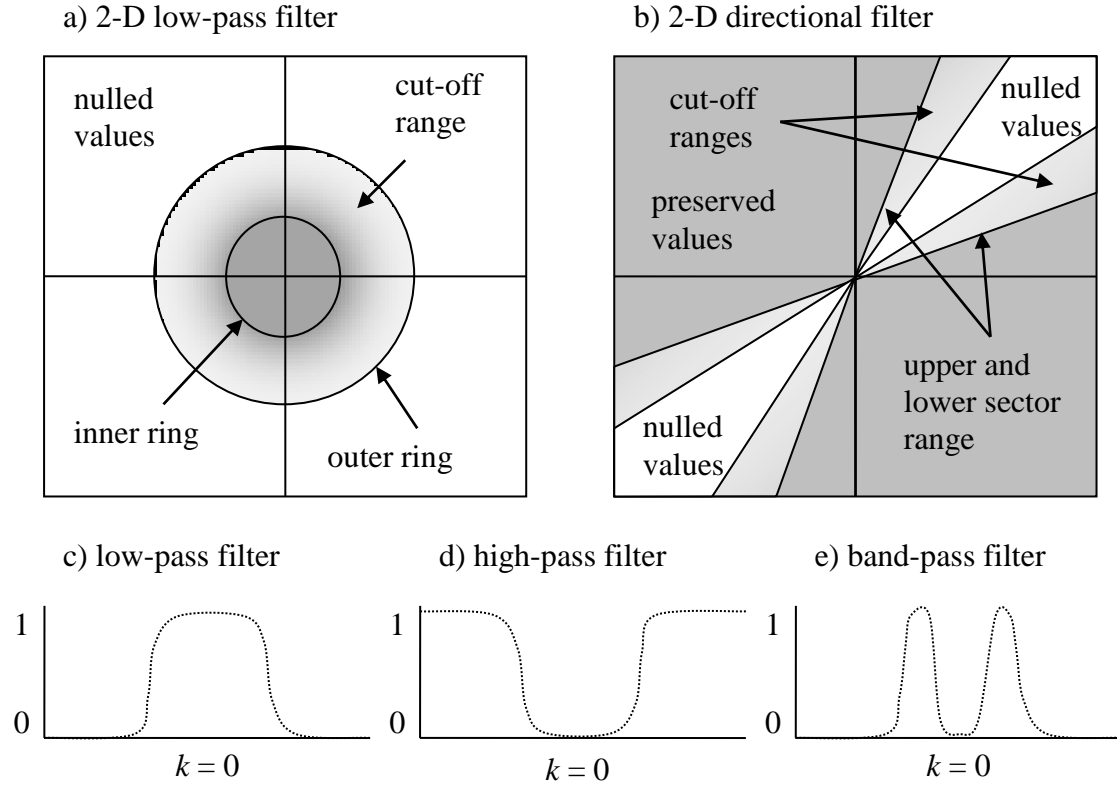 a) 2-D low-pass filter
nulled
values
cut-off
range
inner ring
outer ring
b) 2-D directional filter
cut-off
ranges
nulled
values
preserved
values
upper and
lower sector
range
nulled
values
c) low-pass filter
1
0
k = 0
d) high-pass filter
1
0
k = 0
e) band-pass filter
1
0
k = 0